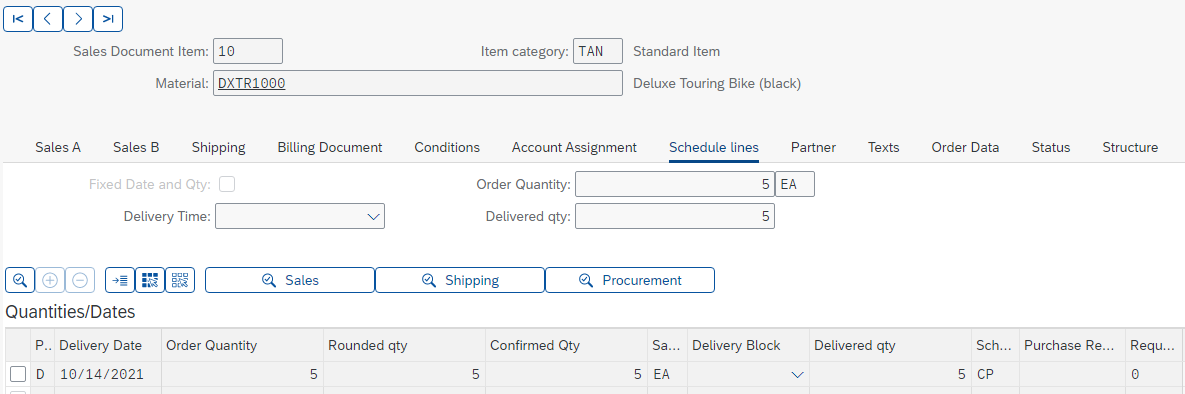 Sales Document Item: 10 Item category: TAN Standard Item
Material: DXTR1000 Deluxe Touring Bike (black)
Sales A Sales B Shipping Billing Document Conditions Account Assignment Schedule lines Partner Texts Order Data Status Structure
Fixed Date and Qty: Order Quantity: 5 EA
Delivery Time: Delivered qty: 5
Sales Shipping Procurement
Quantities/Dates
P.. Delivery Date Order Quantity Rounded qty Confirmed Qty Sa... Delivery Block Delivered qty Sch... Purchase Re... Requ...
D 10/14/2021 5 5 5 EA 5 CP 0